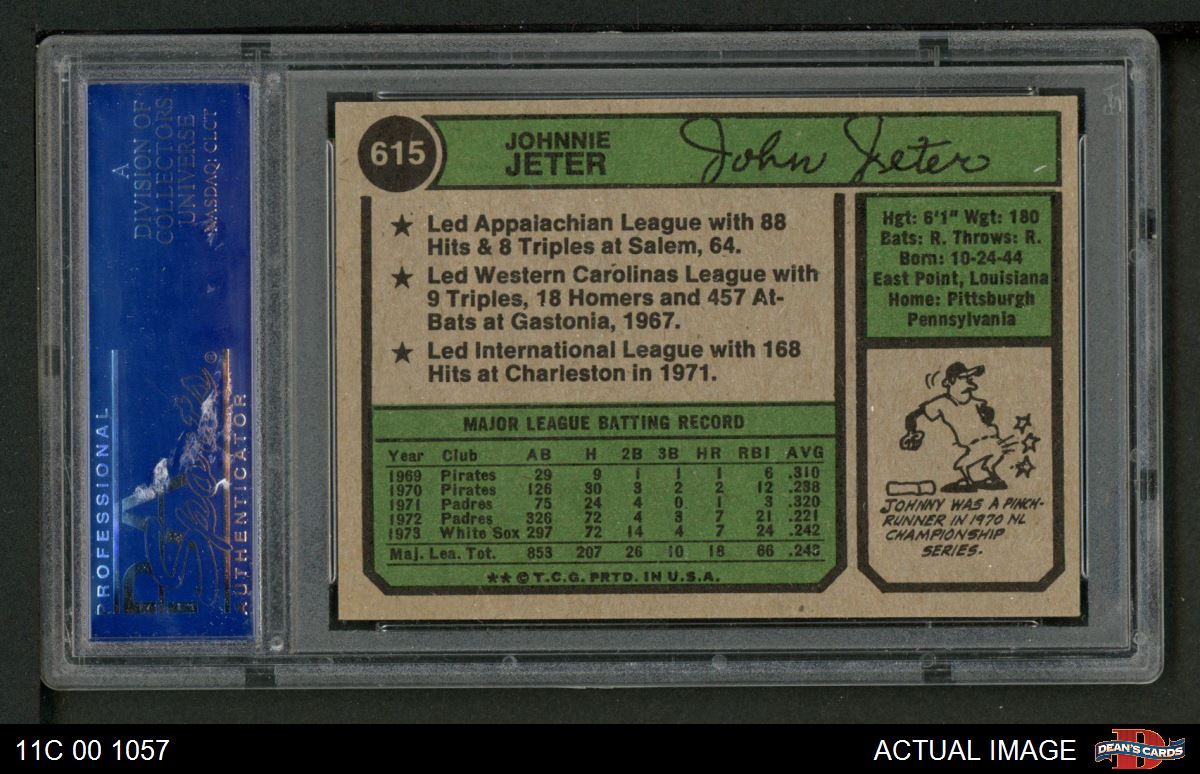 A
DIVISION OF
COLLECTORS
UNIVERSE
NASDAQ: CLCT
PROFESSIONAL
PSA
Sports
AUTHENTICATOR
®
615
JOHNNIE
JETER
John Jeter
★ Led Appalachian League with 88
Hits & 8 Triples at Salem, 64.
★ Led Western Carolinas League with
9 Triples, 18 Homers and 457 At-
Bats at Gastonia, 1967.
★ Led International League with 168
Hits at Charleston in 1971.
Hgt: 6'1" Wgt: 180
Bats: R. Throws: R.
Born: 10-24-44
East Point, Louisiana
Home: Pittsburgh
Pennsylvania
MAJOR LEAGUE BATTING RECORD
Year Club AB H 2B 3B HR RBI AVG
1969 Pirates 29 9 1 1 1 6 .310
1970 Pirates 126 30 3 2 2 12 .238
1971 Padres 75 24 4 0 1 3 .320
1972 Padres 326 72 4 3 7 21 .221
1973 White Sox 297 72 14 4 7 24 .242
Maj. Lea. Tot. 853 207 26 10 18 66 .243
★★ © T.C.G. PRTD. IN U.S.A.
JOHNNY WAS A PINCH-
RUNNER IN 1970 NL
CHAMPIONSHIP
SERIES.
11C 00 1057
ACTUAL IMAGE
DEAN'S CARDS